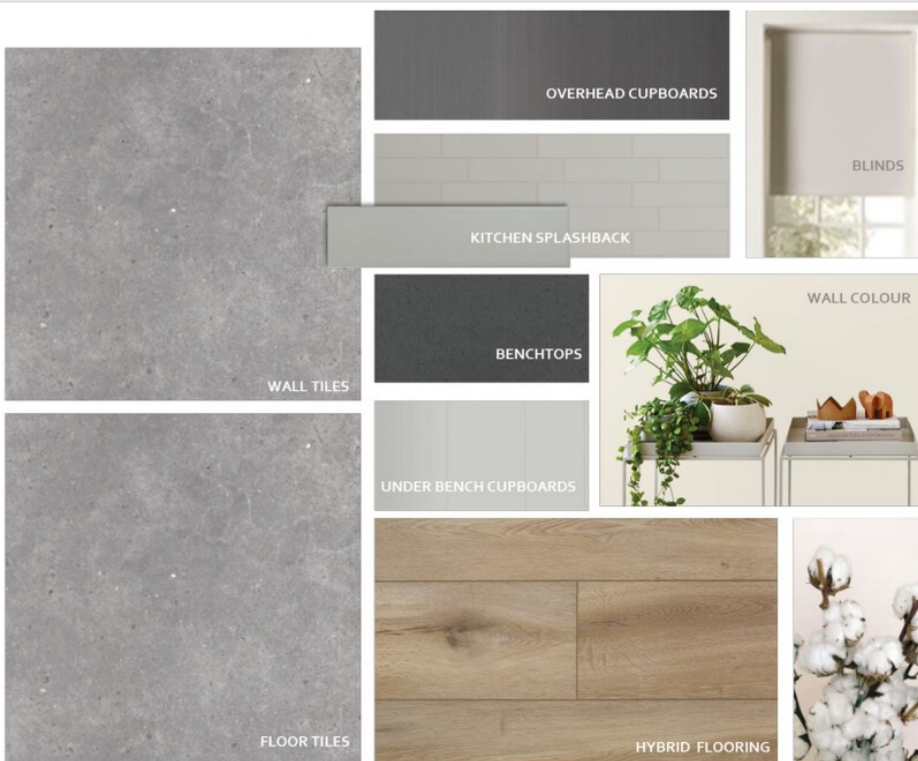 OVERHEAD CUPBOARDS
BLINDS
KITCHEN SPLASHBACK
WALL COLOUR
BENCHTOPS
WALL TILES
UNDER BENCH CUPBOARDS
FLOOR TILES
HYBRID FLOORING